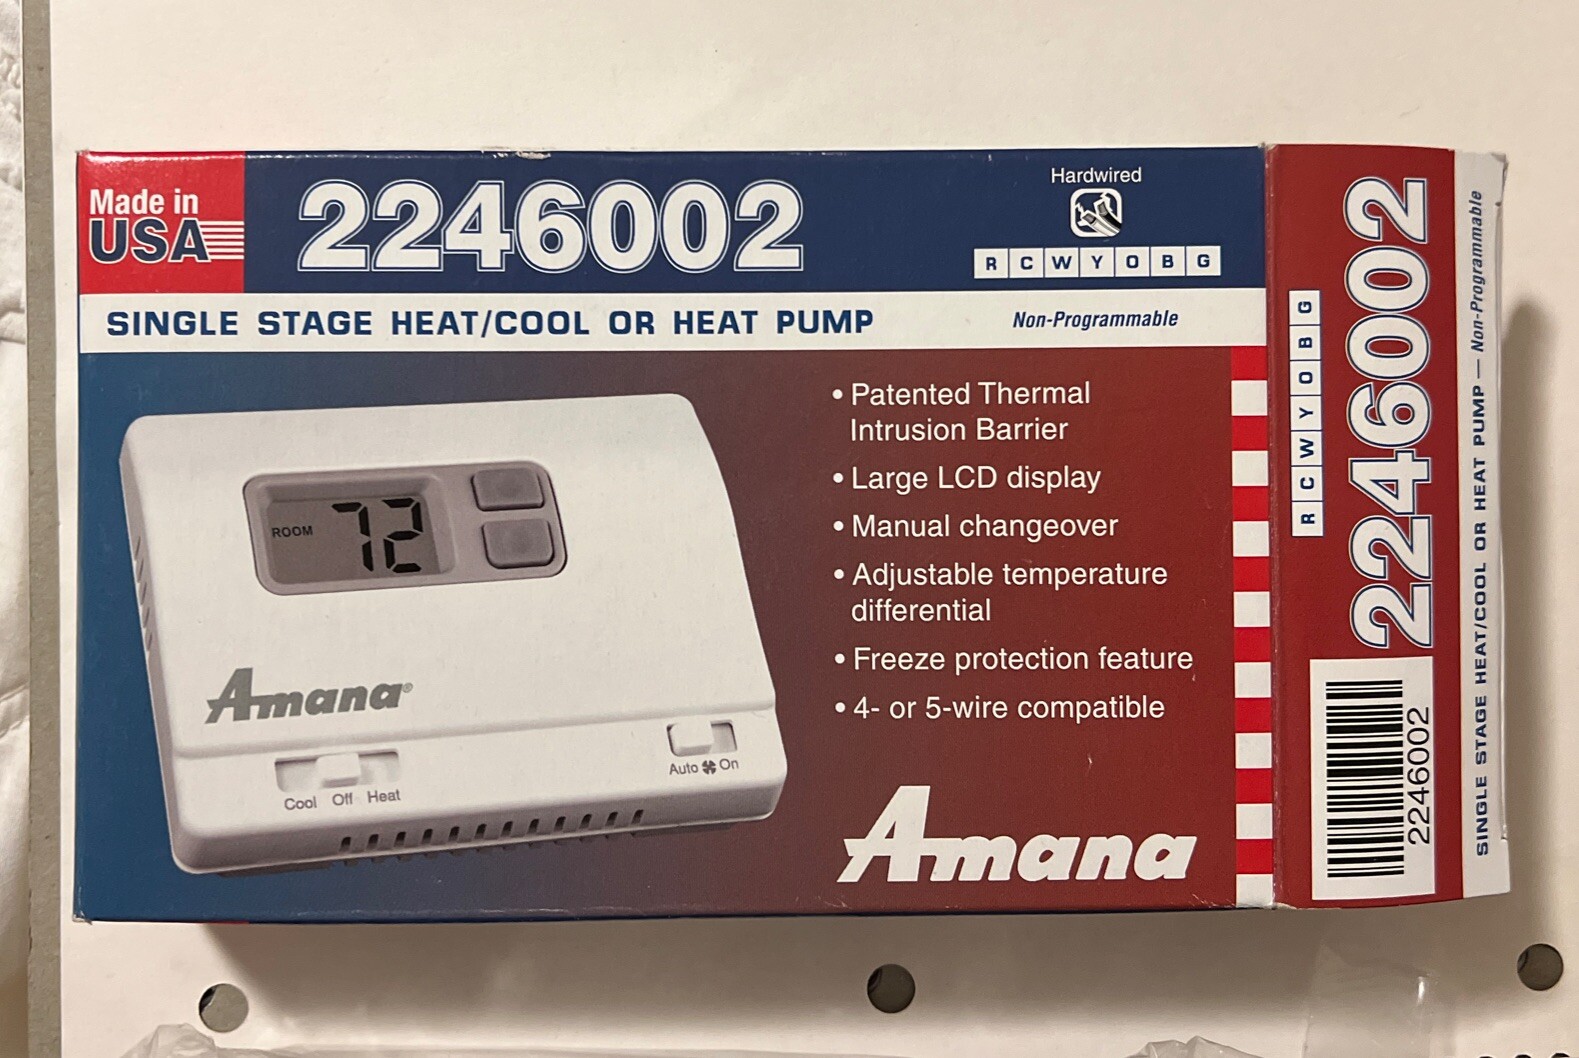 Made in
USA
2246002
Hardwired
R C W Y O B G
SINGLE STAGE HEAT/COOL OR HEAT PUMP
Non-Programmable
• Patented Thermal
Intrusion Barrier
• Large LCD display
• Manual changeover
• Adjustable temperature
differential
• Freeze protection feature
• 4- or 5-wire compatible
ROOM 72
Amana®
Cool Off Heat
Auto On
Amana
R C W Y O B G
2246002
2246002
SINGLE STAGE HEAT/COOL OR HEAT PUMP — Non-Programmable